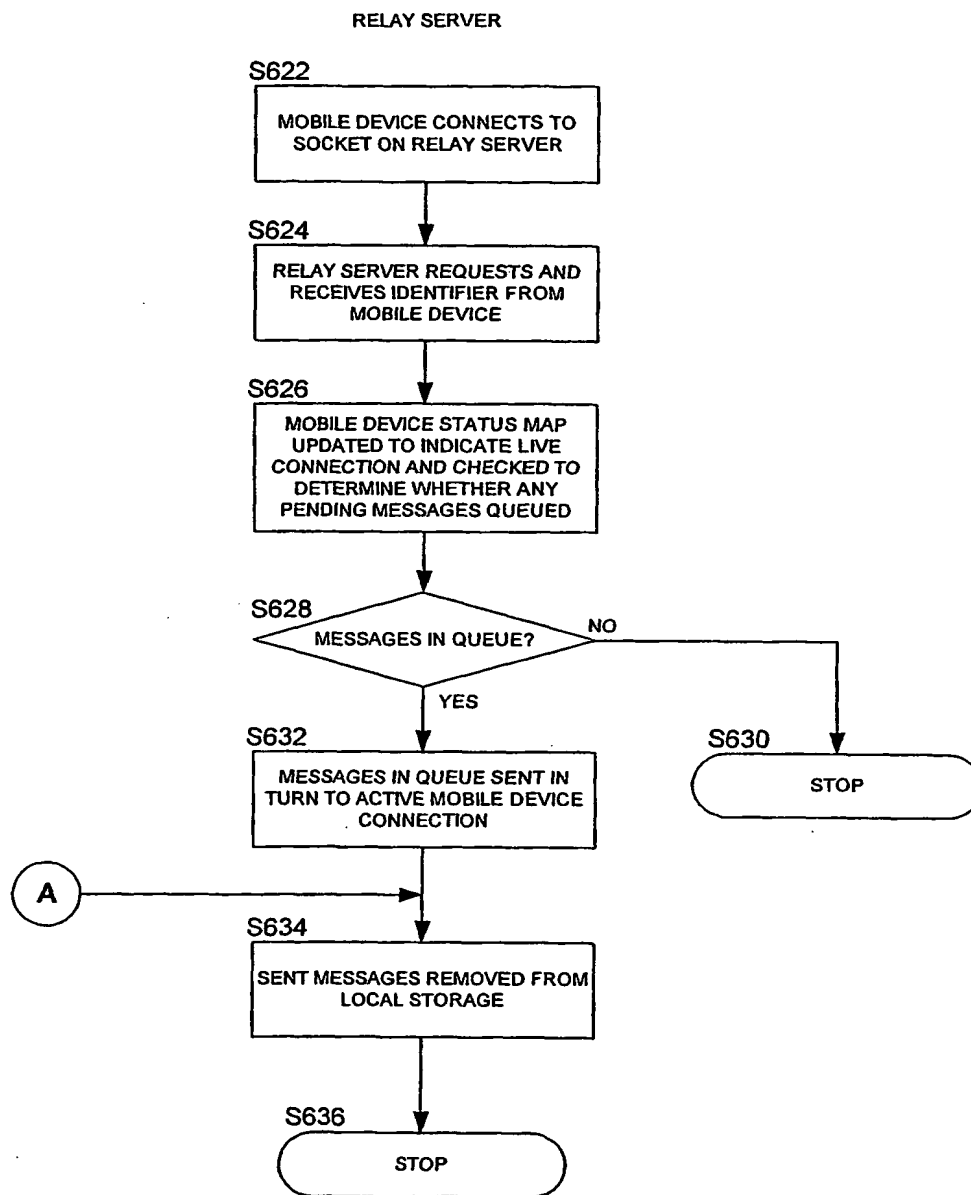 RELAY SERVER
S622
MOBILE DEVICE CONNECTS TO
SOCKET ON RELAY SERVER
S624
RELAY SERVER REQUESTS AND
RECEIVES IDENTIFIER FROM
MOBILE DEVICE
S626
MOBILE DEVICE STATUS MAP
UPDATED TO INDICATE LIVE
CONNECTION AND CHECKED TO
DETERMINE WHETHER ANY
PENDING MESSAGES QUEUED
S628
MESSAGES IN QUEUE?
NO
YES
S632
MESSAGES IN QUEUE SENT IN
TURN TO ACTIVE MOBILE DEVICE
CONNECTION
S630
STOP
A
S634
SENT MESSAGES REMOVED FROM
LOCAL STORAGE
S636
STOP